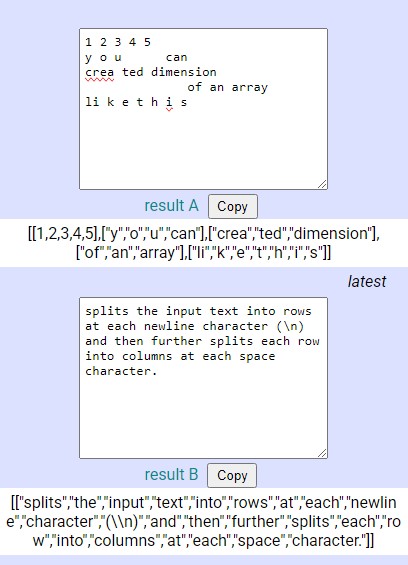 1 2 3 4 5
y o u      can
crea ted dimension
               of an array
li k e t h i s
result A Copy
[[1,2,3,4,5],["y","o","u","can"],["crea","ted","dimension"],
["of","an","array"],["li","k","e","t","h","i","s"]]
latest
splits the input text into rows
at each newline character (\n)
and then further splits each row
into columns at each space
character.
result B Copy
[["splits","the","input","text","into","rows","at","each","newlin
e","character","(\\n)","and","then","further","splits","each","ro
w","into","columns","at","each","space","character."]]